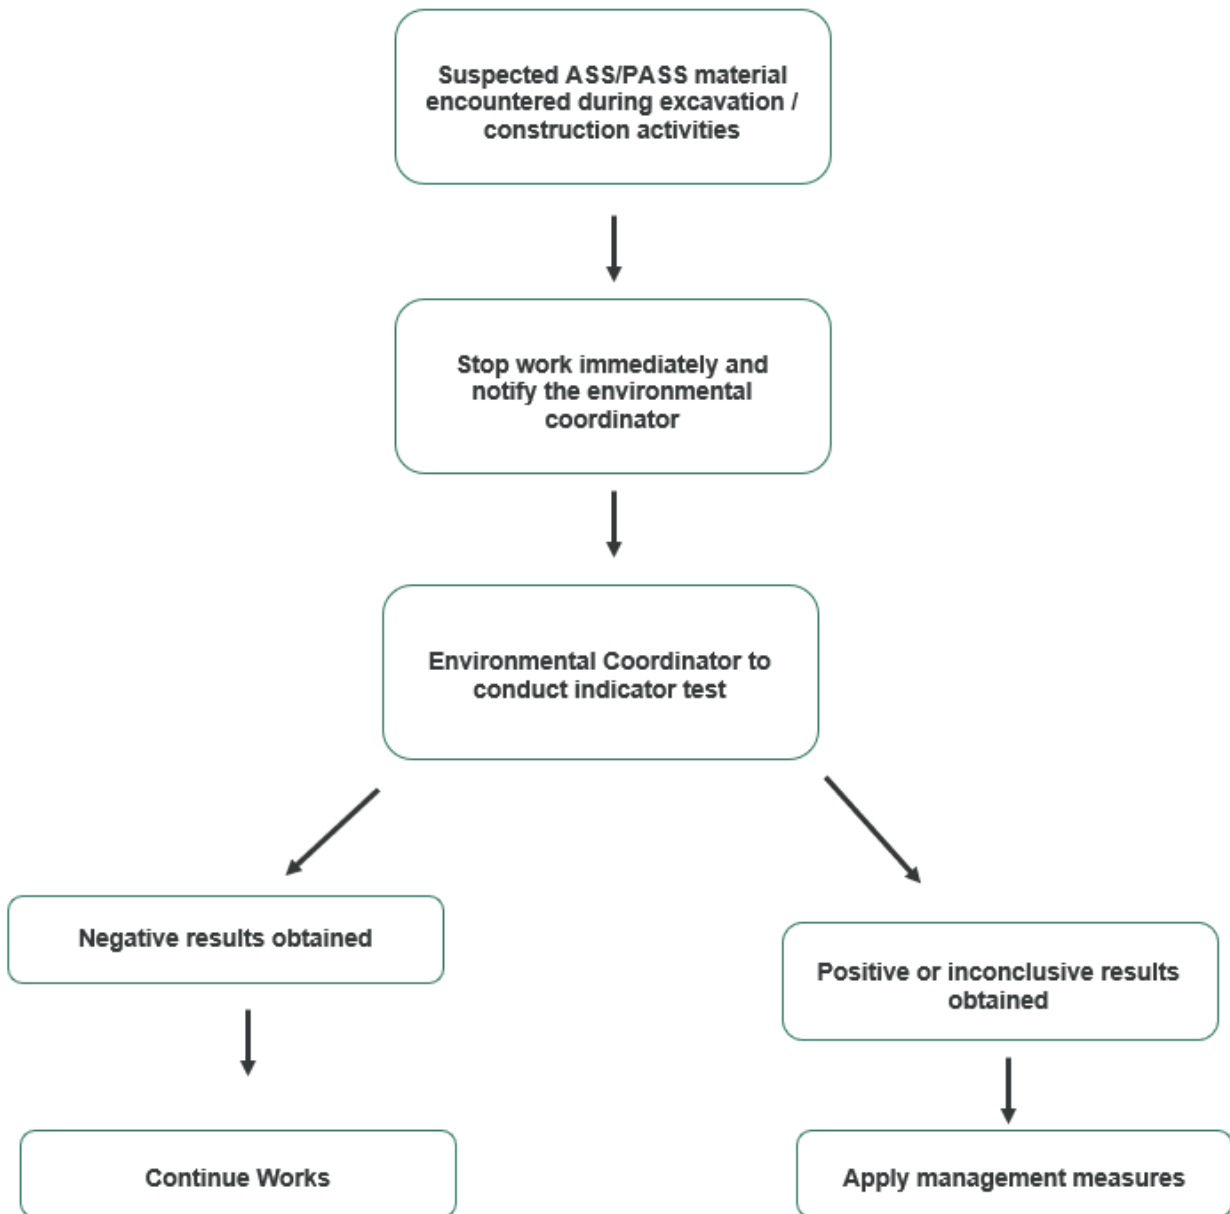 Suspected ASS/PASS material
encountered during excavation /
construction activities
Stop work immediately and
notify the environmental
coordinator
Environmental Coordinator to
conduct indicator test
Negative results obtained
Positive or inconclusive results
obtained
Continue Works
Apply management measures